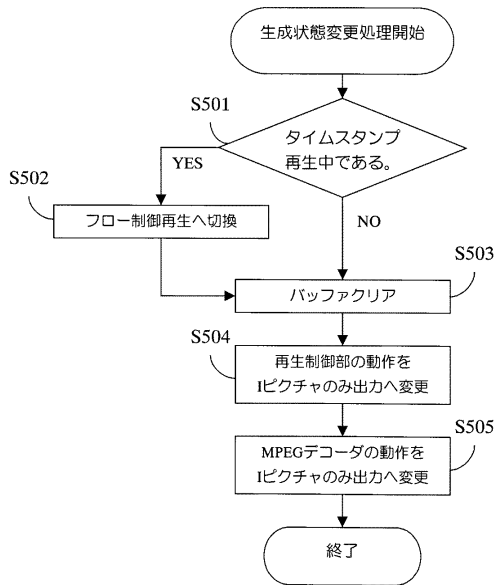 生成状態変更処理開始
S501
タイムスタンプ
再生中である。
YES
S502
フロー制御再生へ切換
NO
S503
バッファクリア
S504
再生制御部の動作を
Iピクチャのみ出力へ変更
S505
MPEGデコーダの動作を
Iピクチャのみ出力へ変更
終了